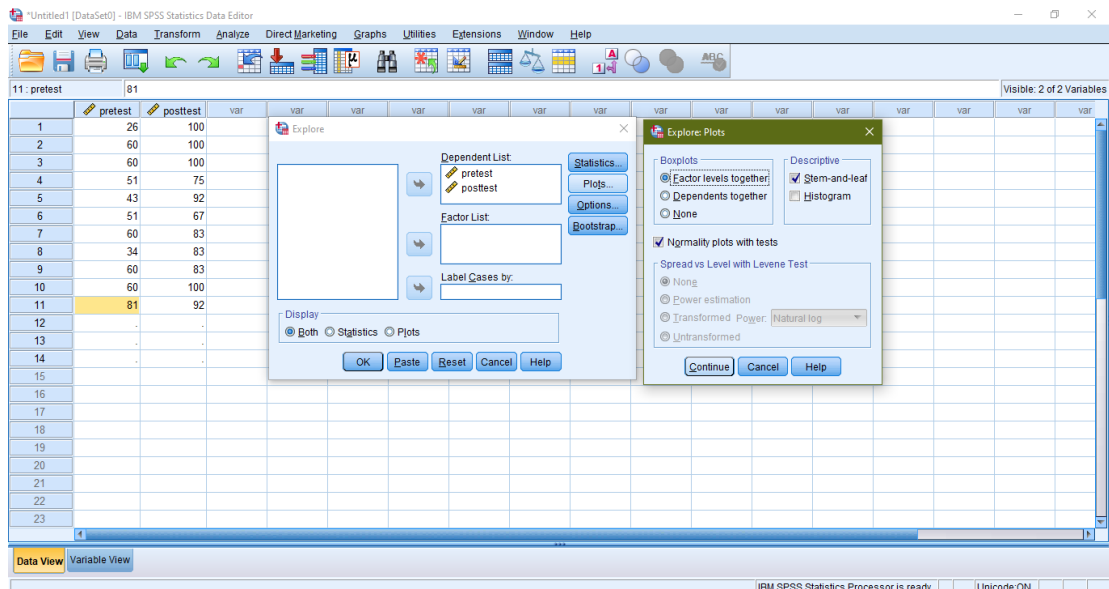 *Untitled1 [DataSet0] - IBM SPSS Statistics Data Editor
File Edit View Data Transform Analyze Direct Marketing Graphs Utilities Extensions Window Help
11 : pretest 81 Visible: 2 of 2 Variables
pretest posttest var var var var var var var var var var var var var
1 26 100
2 60 100
3 60 100
4 51 75
5 43 92
6 51 67
7 60 83
8 34 83
9 60 83
10 60 100
11 81 92
12 . .
13 . .
14 . .
15
16
17
18
19
20
21
22
23
Explore
Dependent List:
pretest
posttest
Factor List:
Label Cases by:
Statistics...
Plots...
Options...
Bootstrap...
Display
Both Statistics Plots
OK Paste Reset Cancel Help
Explore: Plots
Boxplots
Factor levels together
Dependents together
None
Descriptive
Stem-and-leaf
Histogram
Normality plots with tests
Spread vs Level with Levene Test
None
Power estimation
Transformed Power: Natural log
Untransformed
Continue Cancel Help
Data View Variable View
IBM SPSS Statistics Processor is ready Unicode:ON